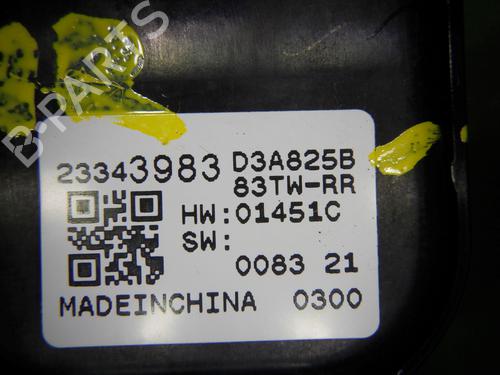 B-PARTS
23343983 D3A825B
83TW-RR
HW:01451C
SW:
0083 21
MADEINCHINA 0300